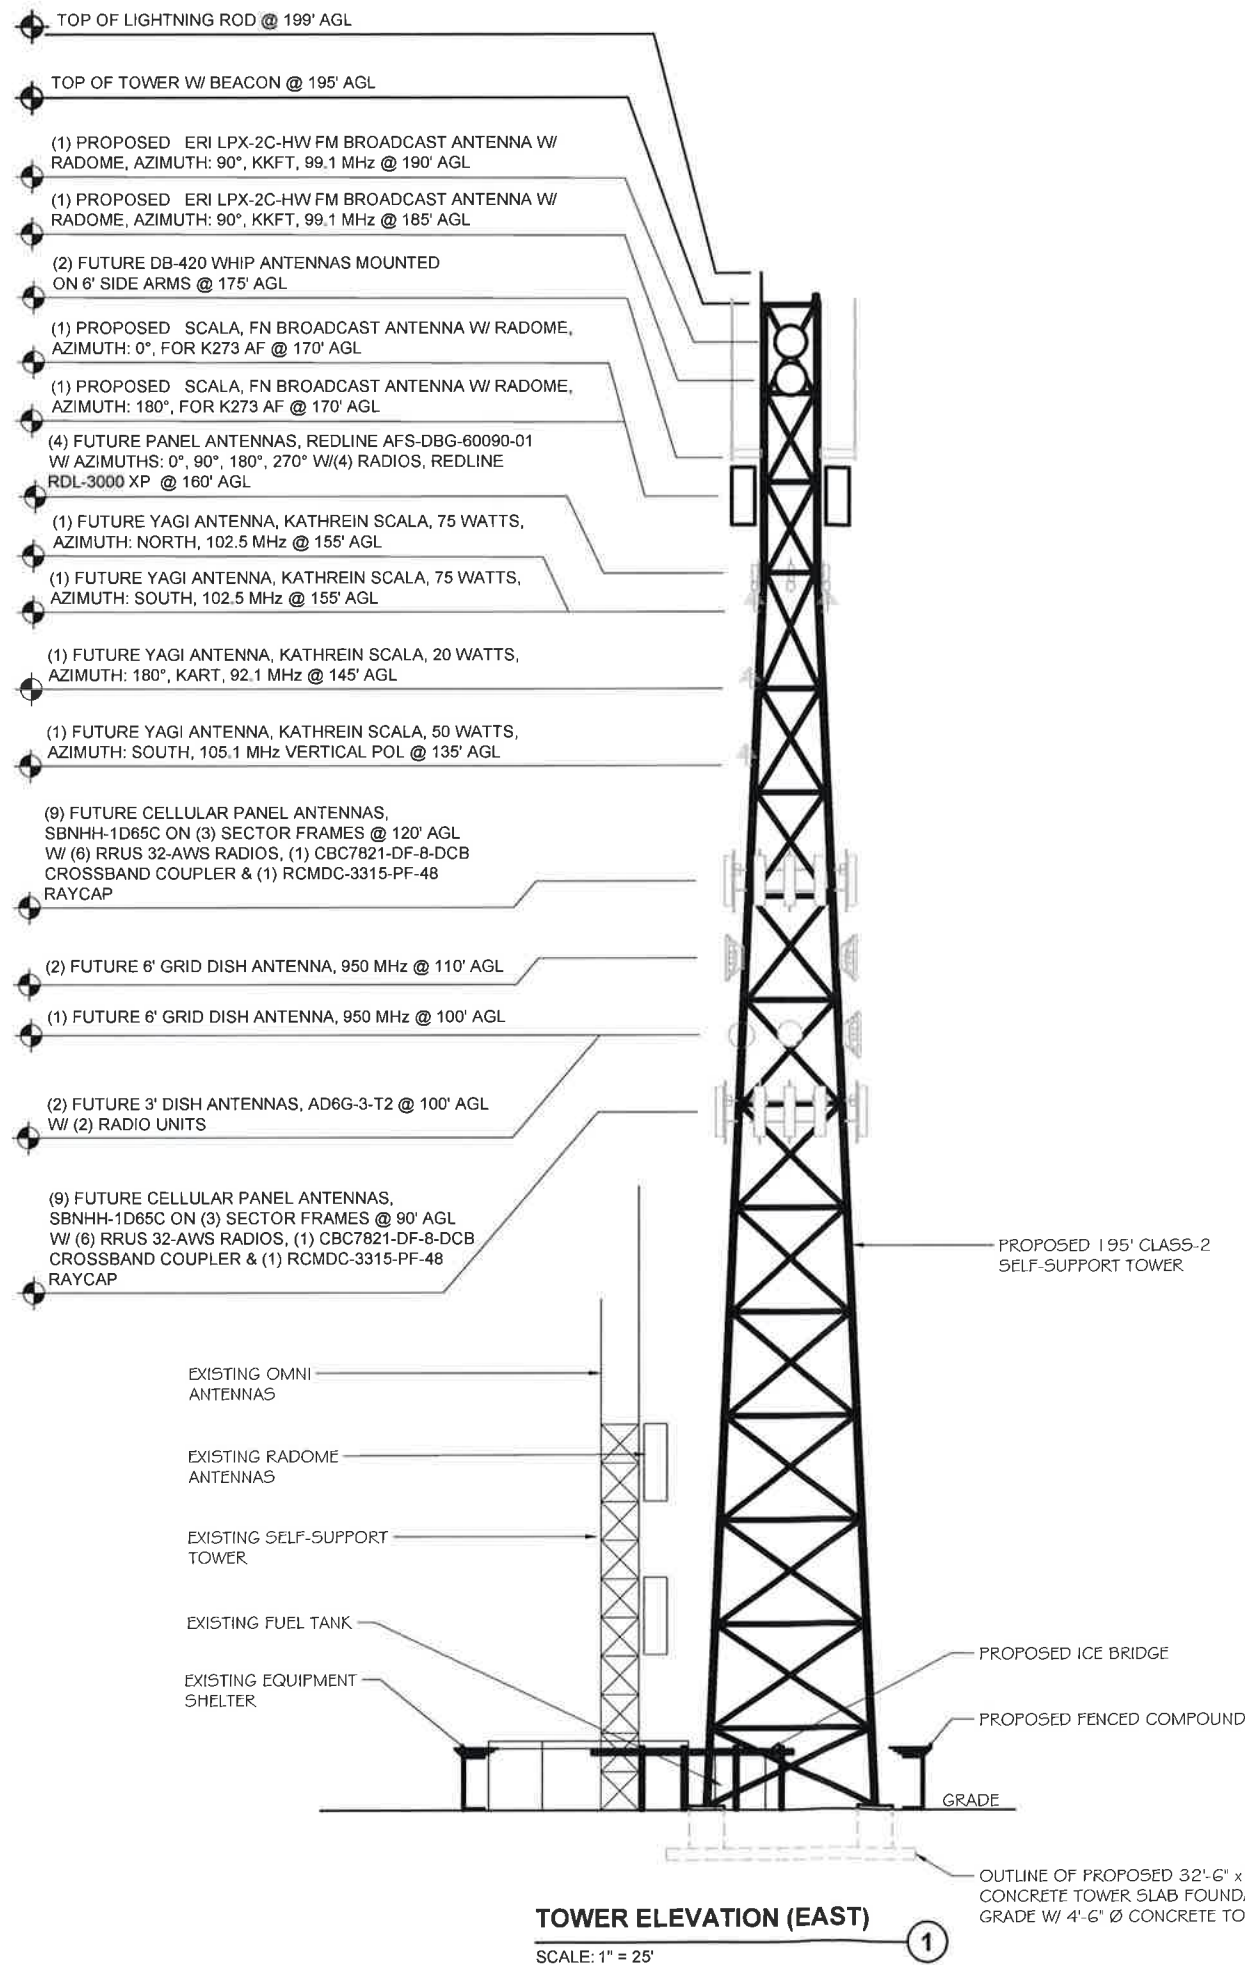 TOP OF LIGHTNING ROD @ 199' AGL
TOP OF TOWER W/ BEACON @ 195' AGL
(1) PROPOSED ERI LPX-2C-HW FM BROADCAST ANTENNA W/
RADOME, AZIMUTH: 90°, KKFT, 99.1 MHz @ 190' AGL
(1) PROPOSED ERI LPX-2C-HW FM BROADCAST ANTENNA W/
RADOME, AZIMUTH: 90°, KKFT, 99.1 MHz @ 185' AGL
(2) FUTURE DB-420 WHIP ANTENNAS MOUNTED
ON 6' SIDE ARMS @ 175' AGL
(1) PROPOSED SCALA, FN BROADCAST ANTENNA W/ RADOME,
AZIMUTH: 0°, FOR K273 AF @ 170' AGL
(1) PROPOSED SCALA, FN BROADCAST ANTENNA W/ RADOME,
AZIMUTH: 180°, FOR K273 AF @ 170' AGL
(4) FUTURE PANEL ANTENNAS, REDLINE AFS-DBG-60090-01
W/ AZIMUTHS: 0°, 90°, 180°, 270° W/(4) RADIOS, REDLINE
RDL-3000 XP @ 160' AGL
(1) FUTURE YAGI ANTENNA, KATHREIN SCALA, 75 WATTS,
AZIMUTH: NORTH, 102.5 MHz @ 155' AGL
(1) FUTURE YAGI ANTENNA, KATHREIN SCALA, 75 WATTS,
AZIMUTH: SOUTH, 102.5 MHz @ 155' AGL
(1) FUTURE YAGI ANTENNA, KATHREIN SCALA, 20 WATTS,
AZIMUTH: 180°, KART, 92.1 MHz @ 145' AGL
(1) FUTURE YAGI ANTENNA, KATHREIN SCALA, 50 WATTS,
AZIMUTH: SOUTH, 105.1 MHz VERTICAL POL @ 135' AGL
(9) FUTURE CELLULAR PANEL ANTENNAS,
SBNHH-1D65C ON (3) SECTOR FRAMES @ 120' AGL
W/ (6) RRUS 32-AWS RADIOS, (1) CBC7821-DF-8-DCB
CROSSBAND COUPLER & (1) RCMDC-3315-PF-48
RAYCAP
(2) FUTURE 6' GRID DISH ANTENNA, 950 MHz @ 110' AGL
(1) FUTURE 6' GRID DISH ANTENNA, 950 MHz @ 100' AGL
(2) FUTURE 3' DISH ANTENNAS, AD6G-3-T2 @ 100' AGL
W/ (2) RADIO UNITS
(9) FUTURE CELLULAR PANEL ANTENNAS,
SBNHH-1D65C ON (3) SECTOR FRAMES @ 90' AGL
W/ (6) RRUS 32-AWS RADIOS, (1) CBC7821-DF-8-DCB
CROSSBAND COUPLER & (1) RCMDC-3315-PF-48
RAYCAP
PROPOSED 195' CLASS-2
SELF-SUPPORT TOWER
EXISTING OMNI
ANTENNAS
EXISTING RADOME
ANTENNAS
EXISTING SELF-SUPPORT
TOWER
EXISTING FUEL TANK
EXISTING EQUIPMENT
SHELTER
PROPOSED ICE BRIDGE
PROPOSED FENCED COMPOUND
GRADE
OUTLINE OF PROPOSED 32'-6" x
CONCRETE TOWER SLAB FOUND
GRADE W/ 4'-6" Ø CONCRETE TO
TOWER ELEVATION (EAST)
1
SCALE: 1" = 25'